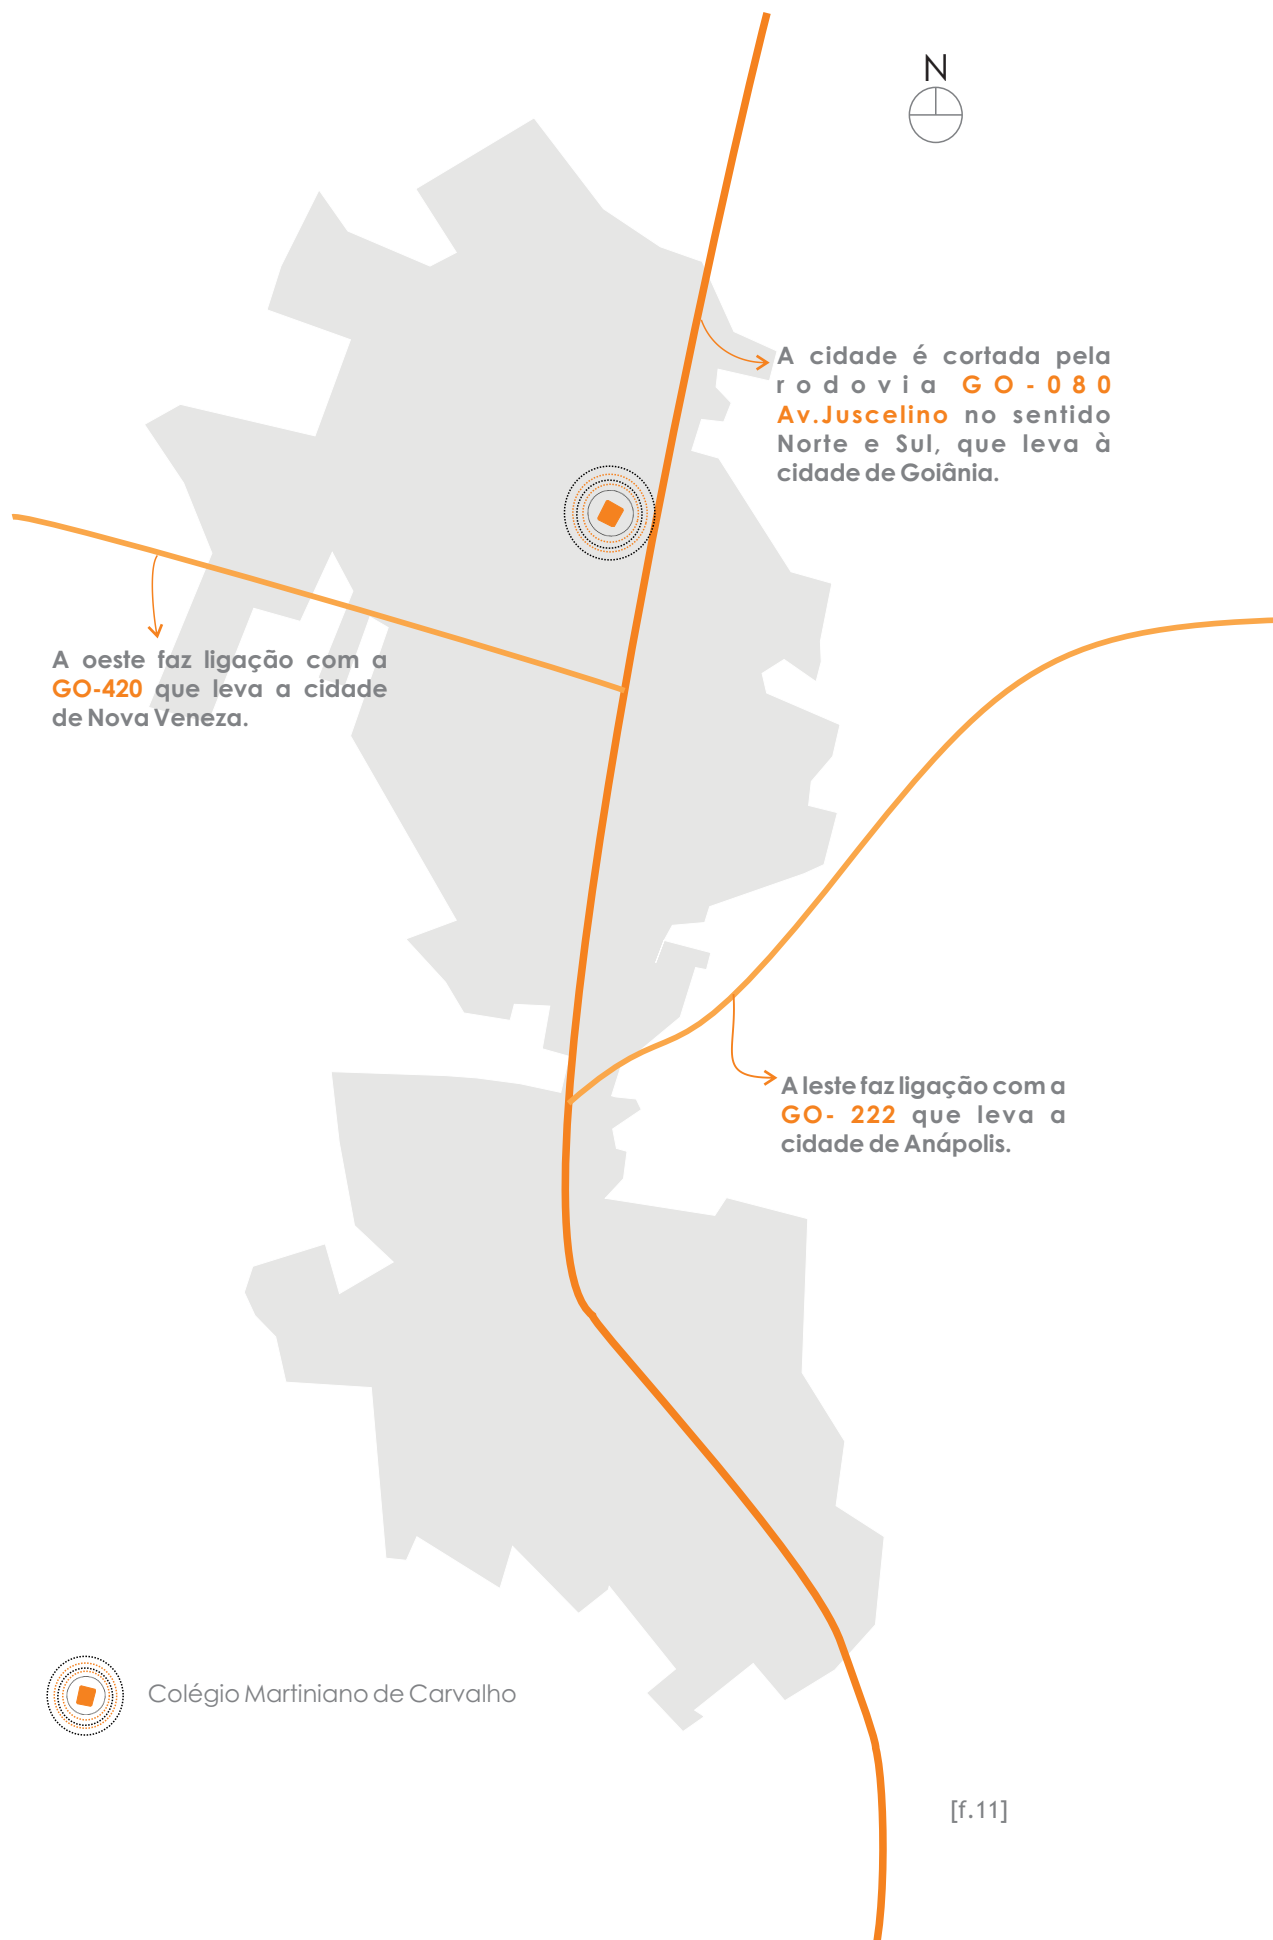 N
A cidade é cortada pela
rodovia GO-080
Av.Juscelino no sentido
Norte e Sul, que leva à
cidade de Goiânia.
A oeste faz ligação com a
GO-420 que leva a cidade
de Nova Veneza.
A leste faz ligação com a
GO- 222 que leva a
cidade de Anápolis.
Colégio Martiniano de Carvalho
[f.11]